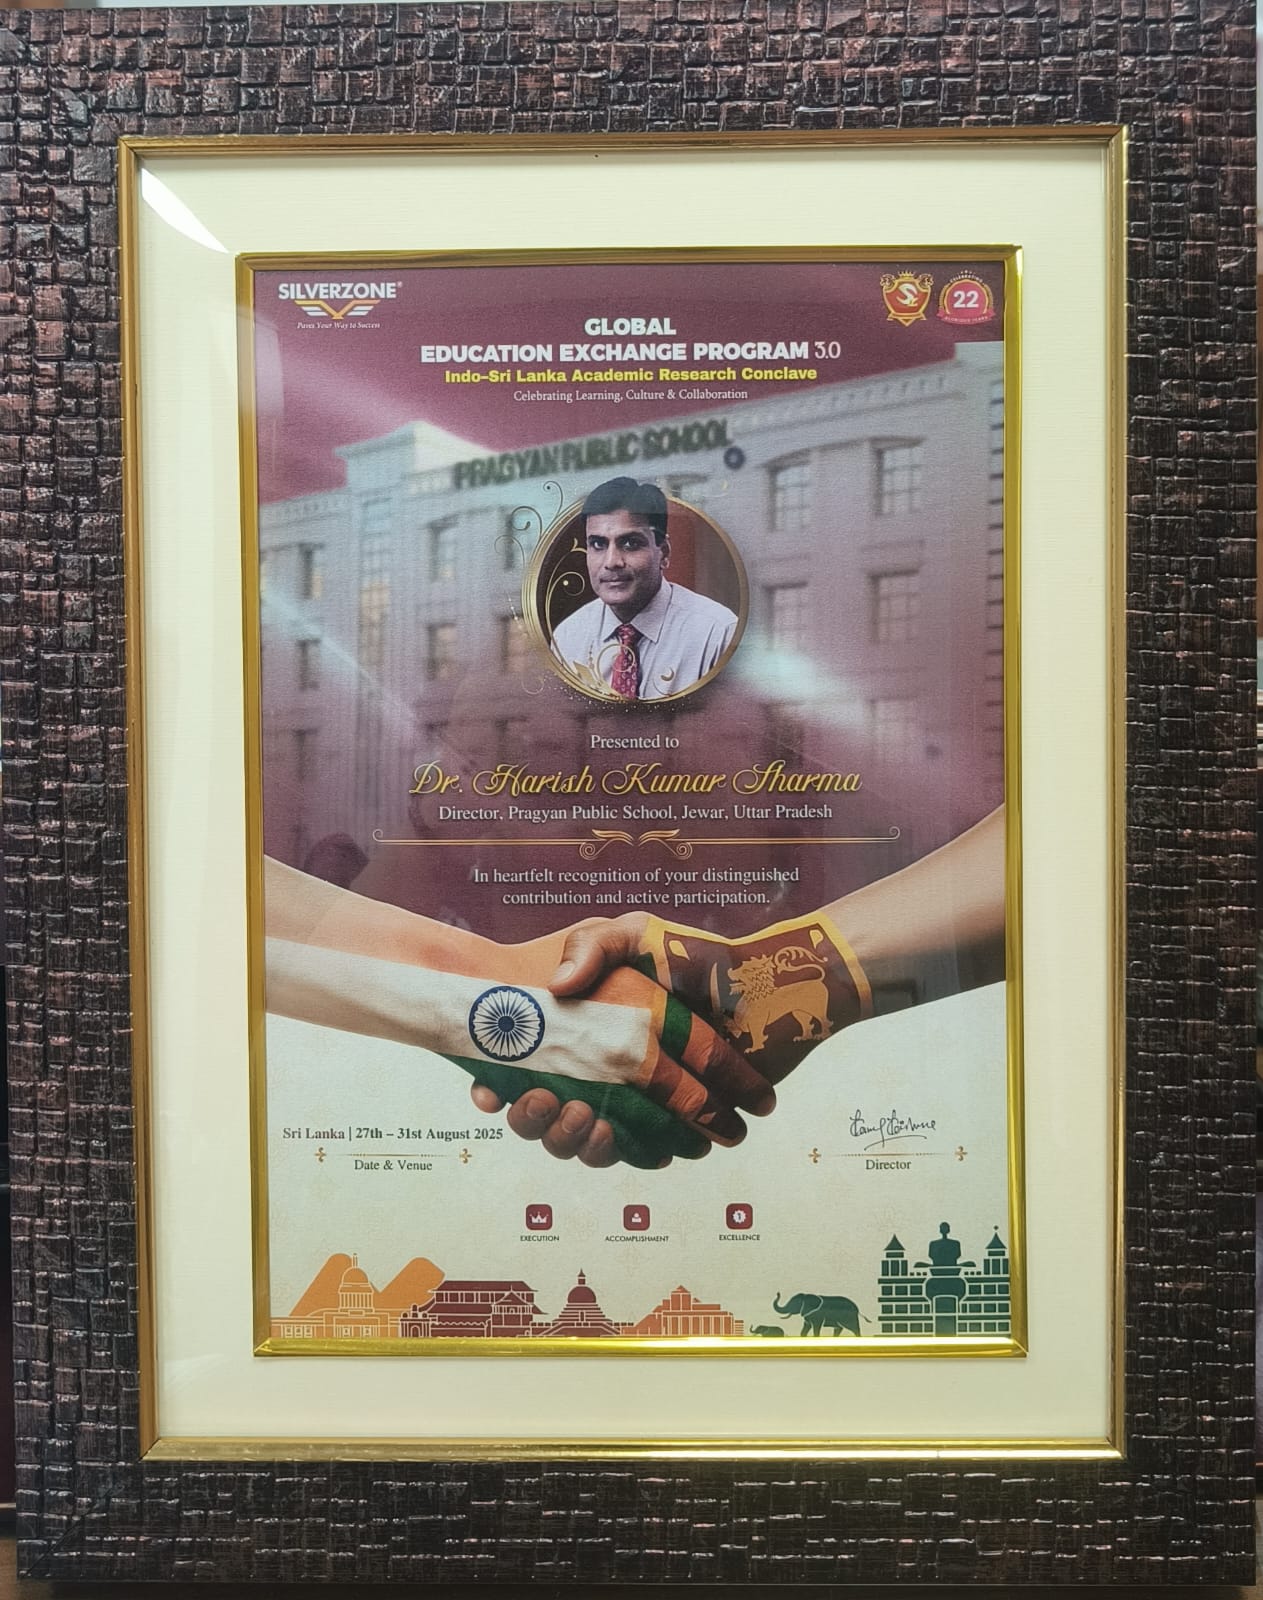 SILVERZONE®
Paves Your Way to Success
CELEBRATING
22
GLORIOUS YEARS
GLOBAL
EDUCATION EXCHANGE PROGRAM 3.0
Indo-Sri Lanka Academic Research Conclave
Celebrating Learning, Culture & Collaboration
PRAGYAN PUBLIC SCHOOL
Presented to
Dr. Harish Kumar Sharma
Director, Pragyan Public School, Jewar, Uttar Pradesh
In heartfelt recognition of your distinguished
contribution and active participation.
Sri Lanka | 27th – 31st August 2025
Date & Venue
Director
EXECUTION
ACCOMPLISHMENT
EXCELLENCE